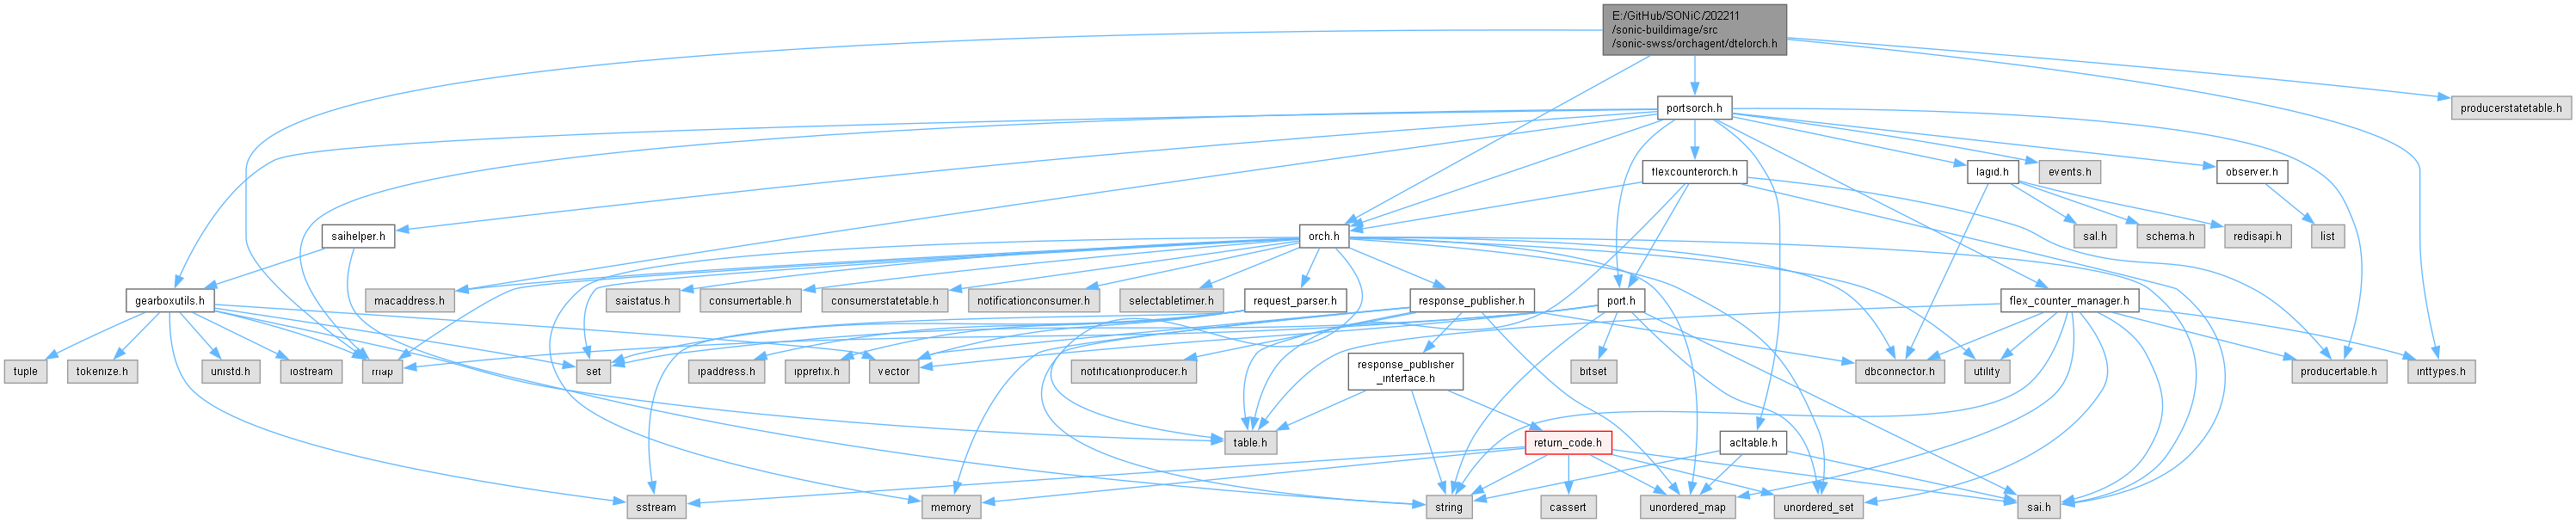 E:/GitHub/SONiC/202211
/sonic-buildimage/src
/sonic-swss/orchagent/dtelorch.h
portsorch.h
producerstatetable.h
flexcounterorch.h
lagid.h
events.h
observer.h
saihelper.h
orch.h
sal.h
schema.h
redisapi.h
list
gearboxutils.h
macaddress.h
saistatus.h
consumertable.h
consumerstatetable.h
notificationconsumer.h
selectabletimer.h
request_parser.h
response_publisher.h
port.h
flex_counter_manager.h
tuple
tokenize.h
unistd.h
iostream
map
set
ipaddress.h
ipprefix.h
vector
notificationproducer.h
response_publisher
_interface.h
bitset
dbconnector.h
utility
producertable.h
inttypes.h
table.h
return_code.h
acltable.h
sstream
memory
string
cassert
unordered_map
unordered_set
sai.h